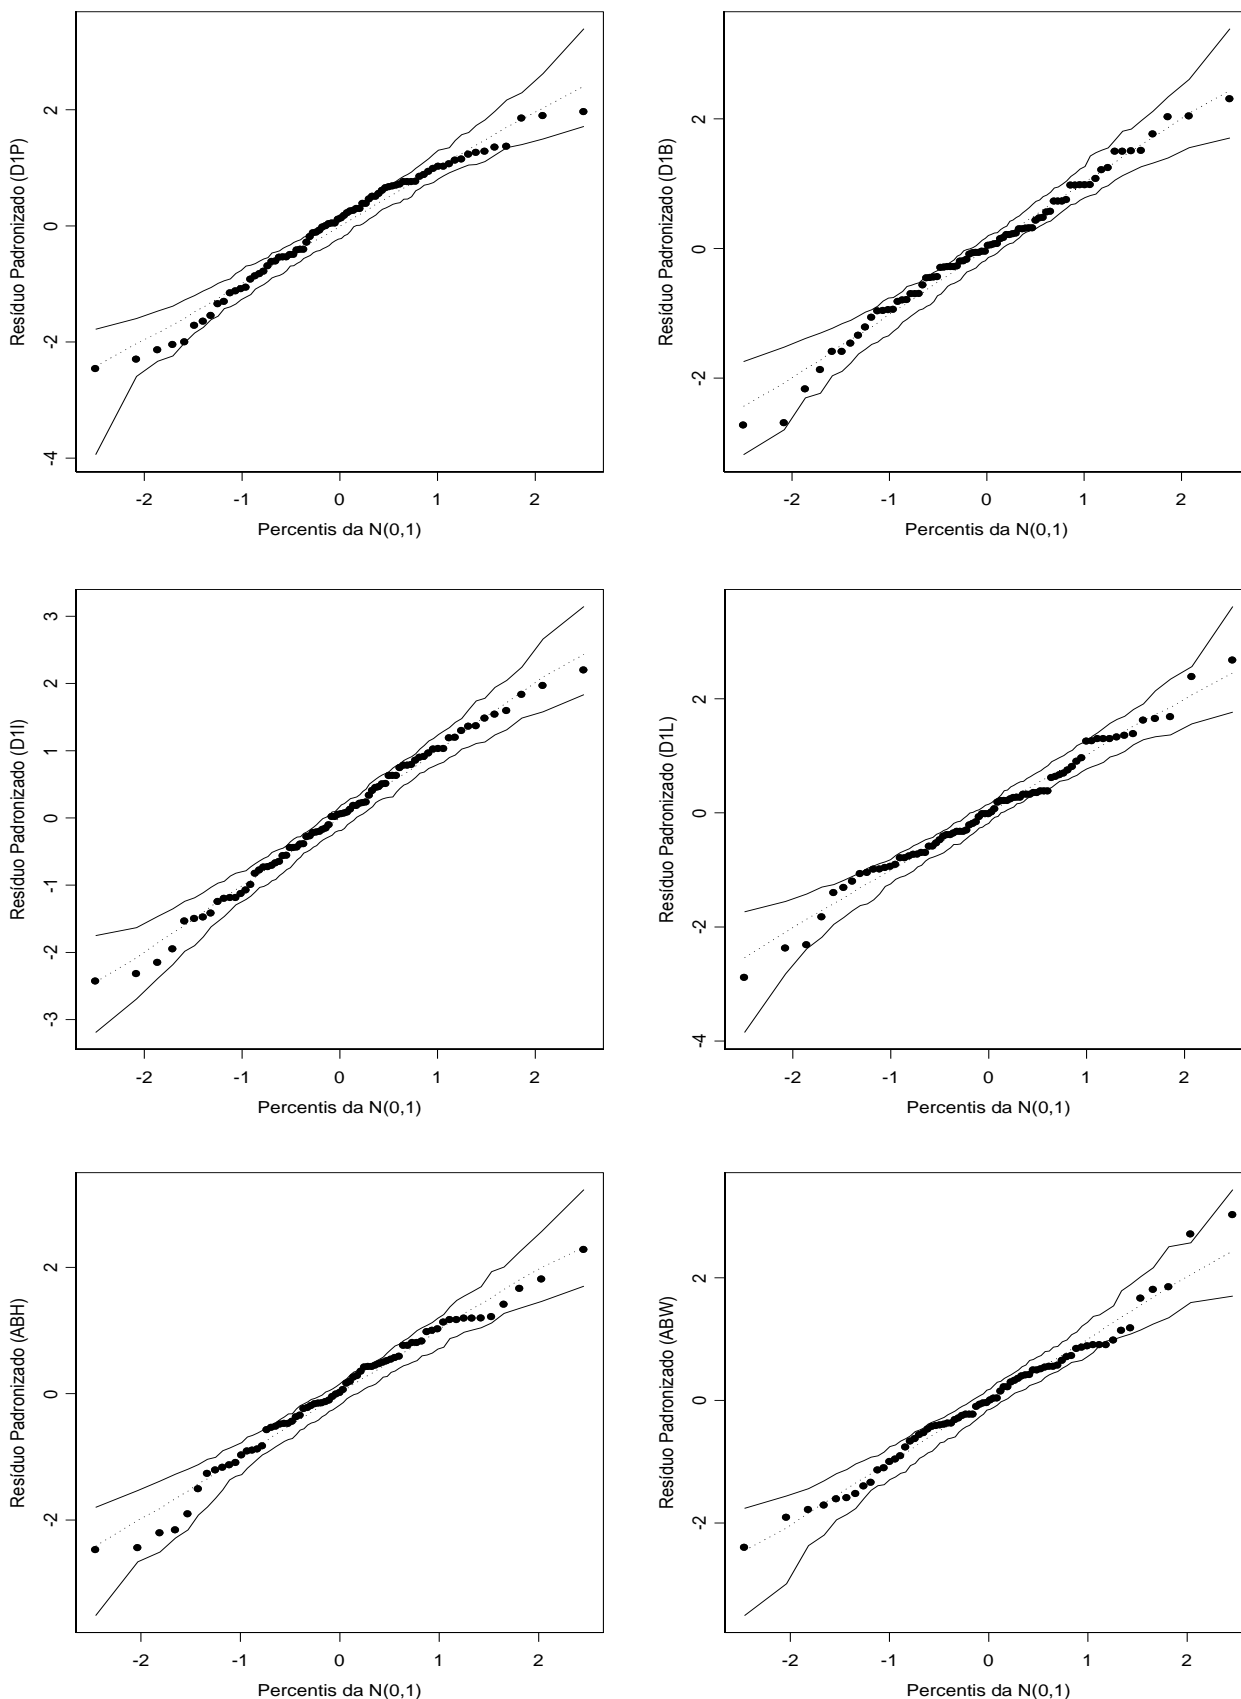 Resíduo Padronizado (D1P)
2
0
-2
-4
-2 -1 0 1 2
Percentis da N(0,1)
Resíduo Padronizado (D1B)
2
0
-2
-2 -1 0 1 2
Percentis da N(0,1)
Resíduo Padronizado (D1I)
3
2
1
0
-1
-2
-3
-2 -1 0 1 2
Percentis da N(0,1)
Resíduo Padronizado (D1L)
2
0
-2
-4
-2 -1 0 1 2
Percentis da N(0,1)
Resíduo Padronizado (ABH)
2
0
-2
-2 -1 0 1 2
Percentis da N(0,1)
Resíduo Padronizado (ABW)
2
0
-2
-2 -1 0 1 2
Percentis da N(0,1)